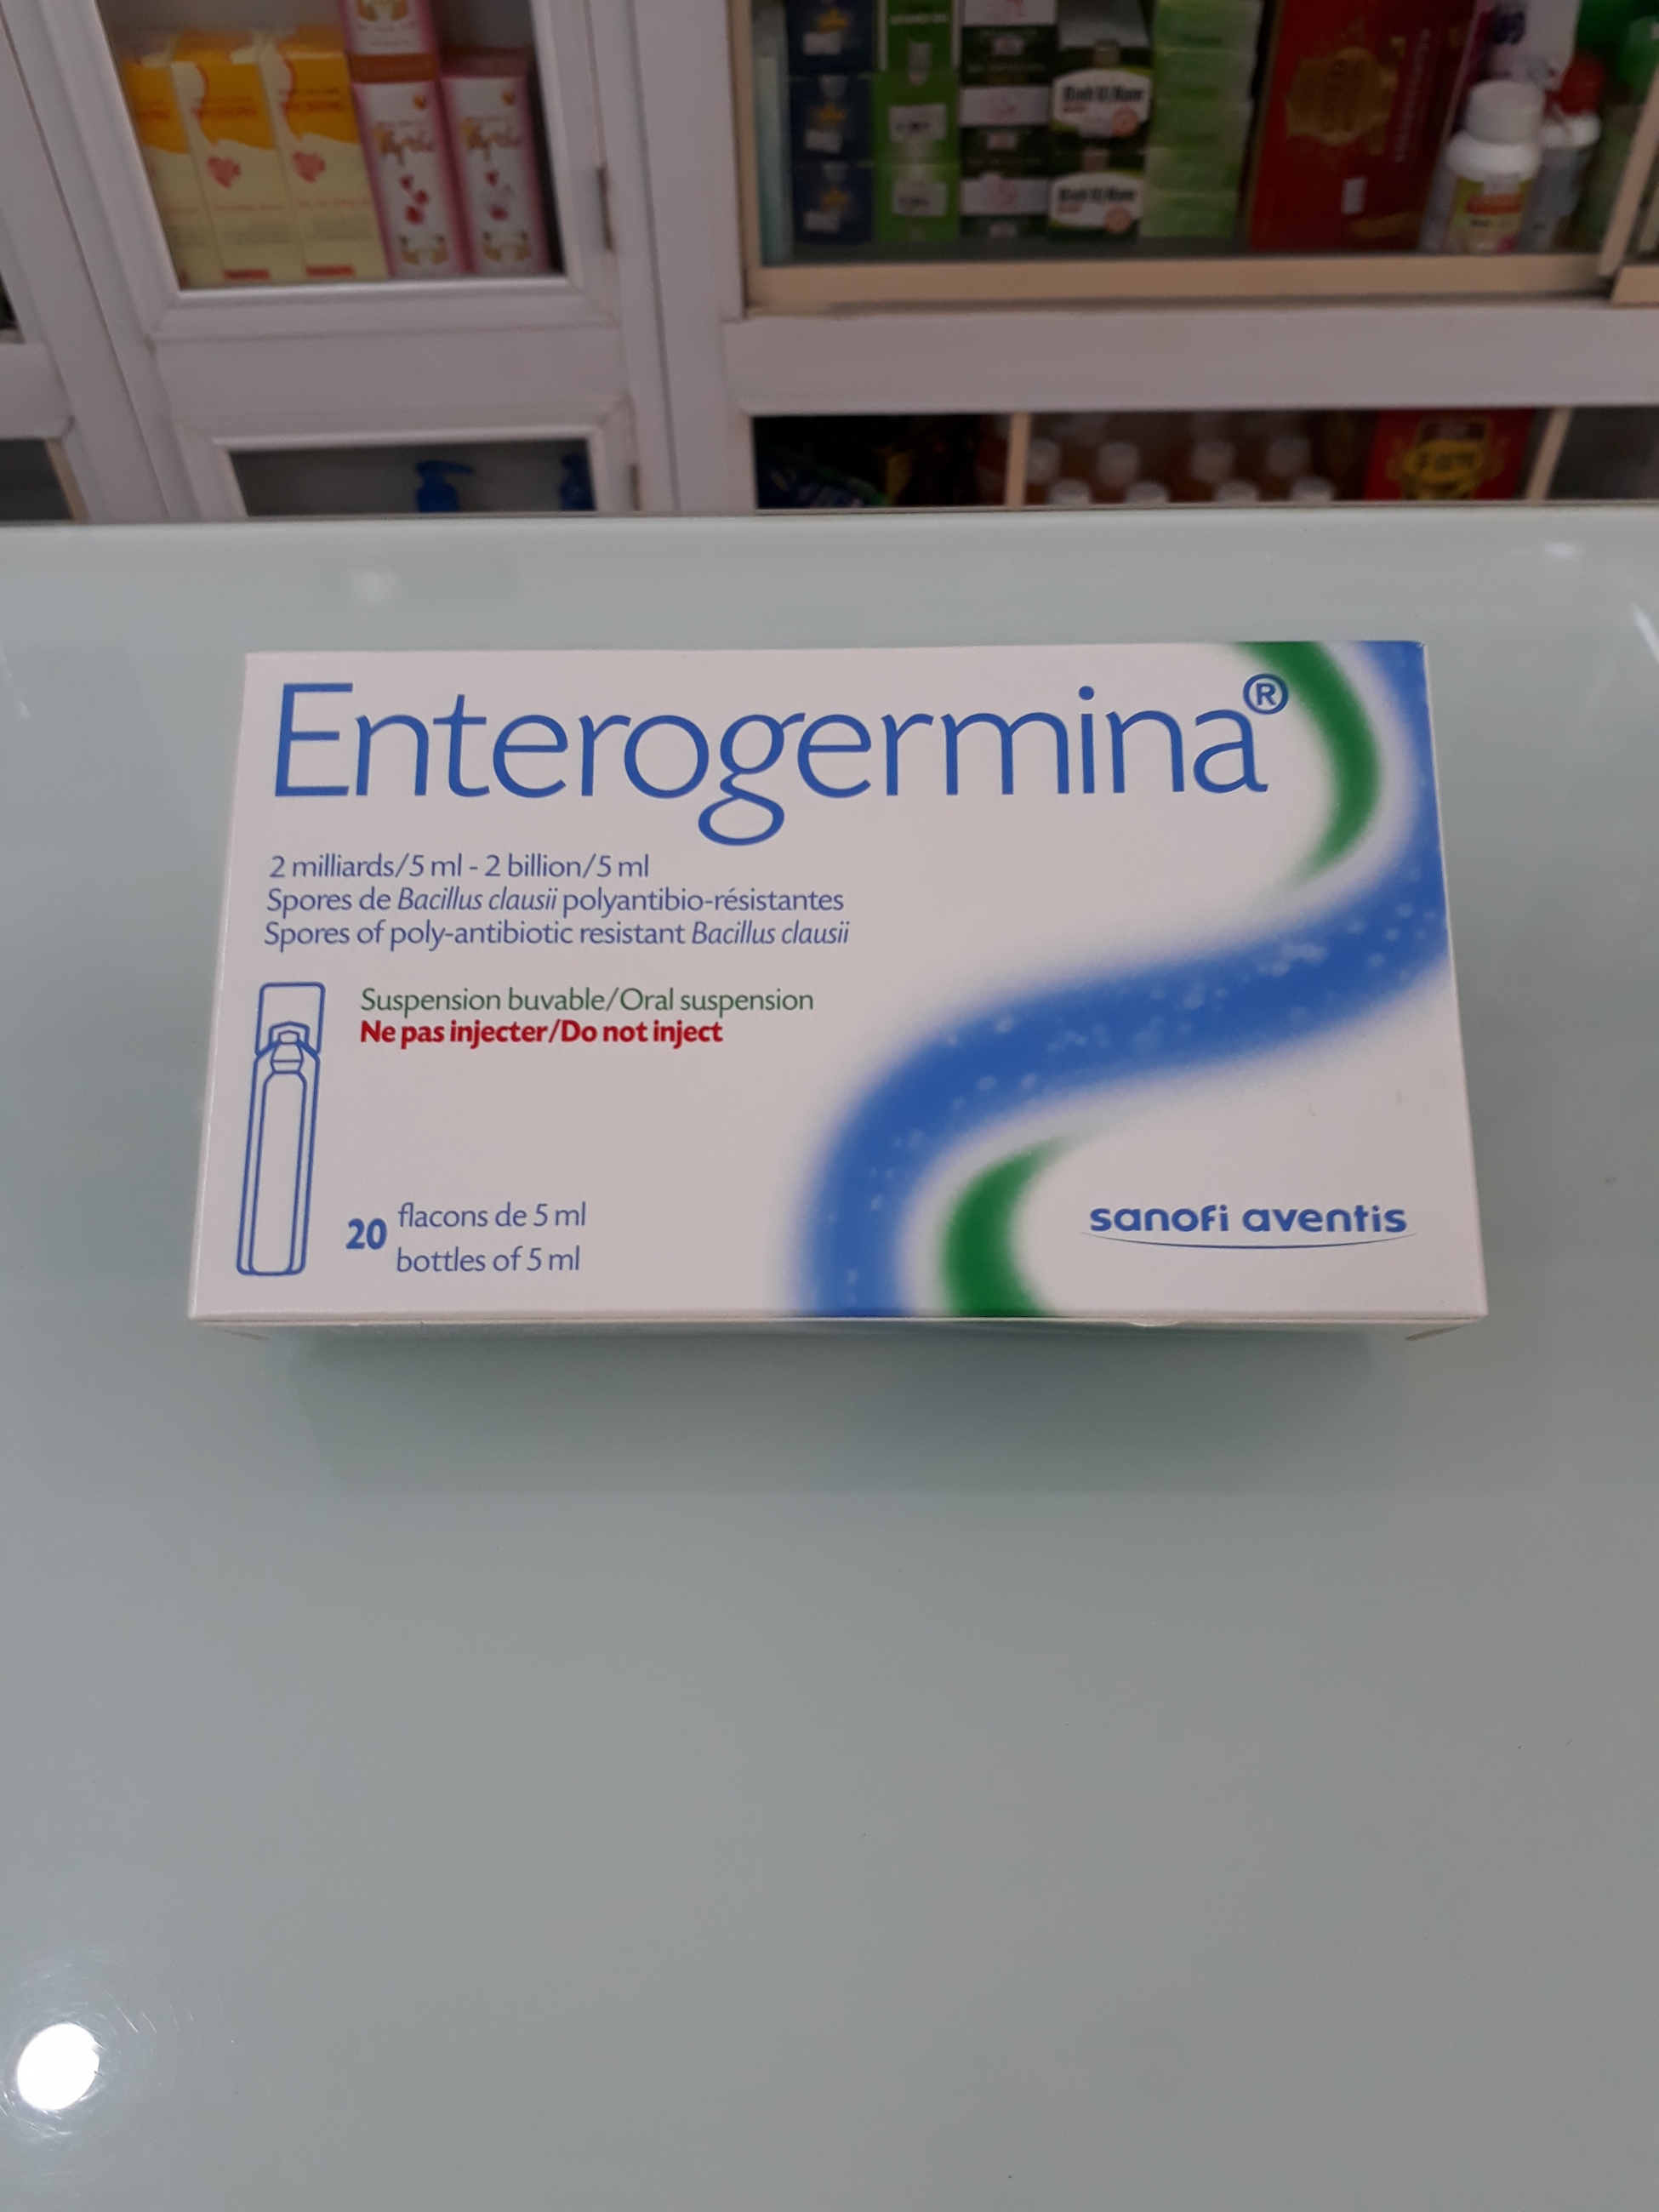 Enterogermina®
2 milliards/5 ml - 2 billion/5 ml
Spores de Bacillus clausii polyantibio-résistantes
Spores of poly-antibiotic resistant Bacillus clausii
Suspension buvable/Oral suspension
Ne pas injecter/Do not inject
20 flacons de 5 ml
bottles of 5 ml
sanofi aventis